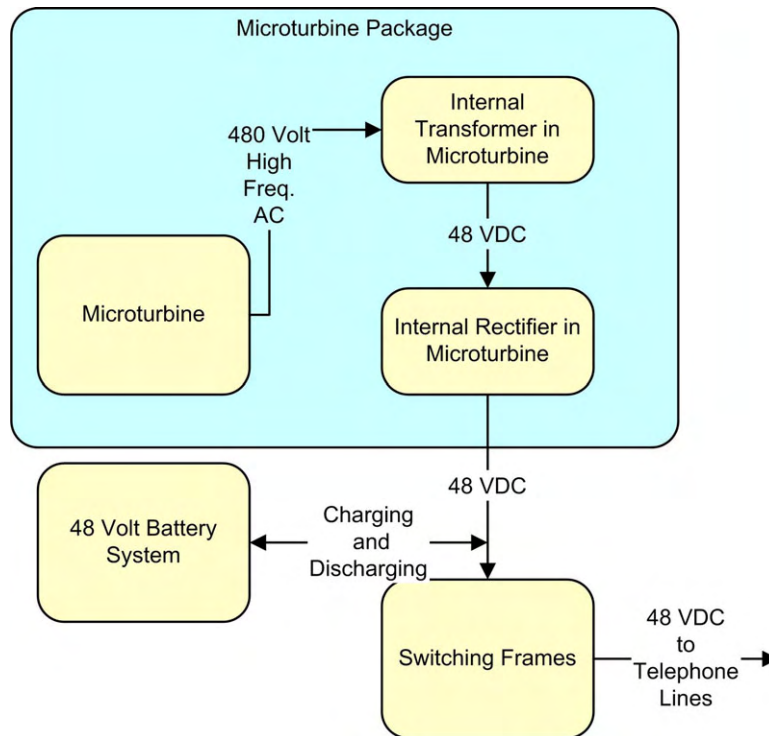 Microturbine Package
480 Volt
High
Freq.
AC
Internal
Transformer in
Microturbine
48 VDC
Microturbine
Internal Rectifier in
Microturbine
48 VDC
48 Volt Battery
System
Charging
and
Discharging
Switching Frames
48 VDC
to
Telephone
Lines